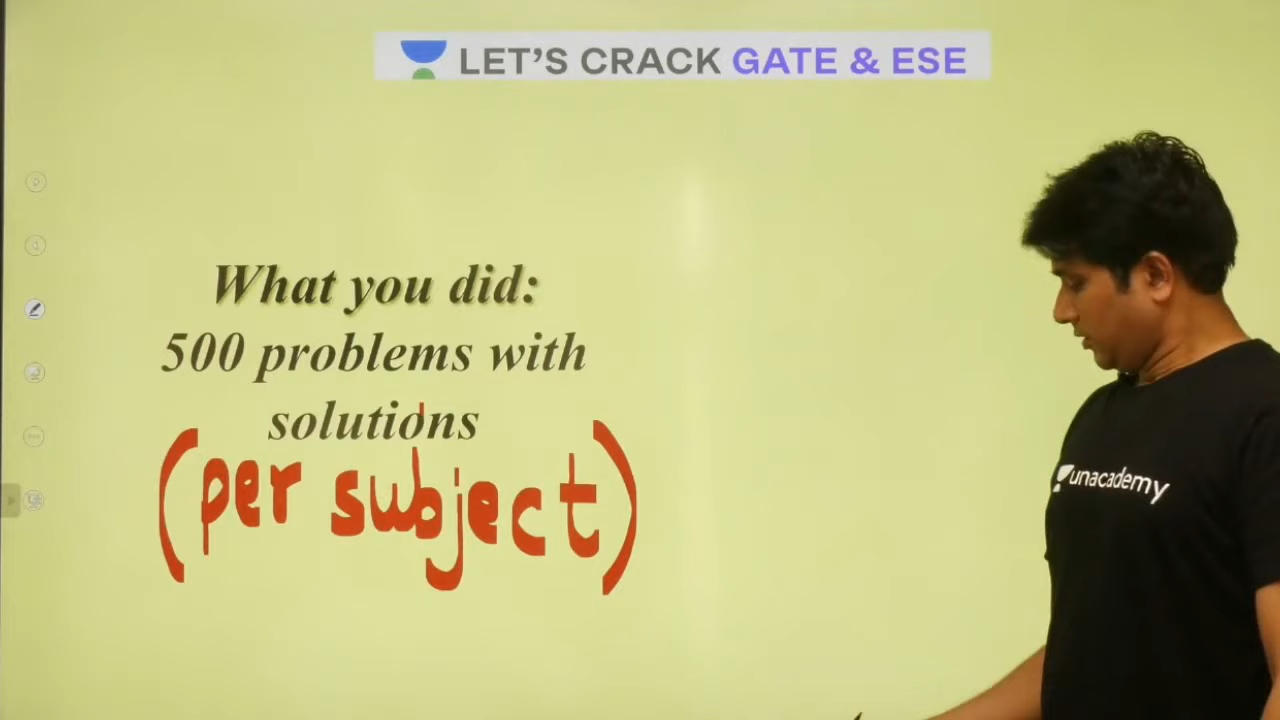 LET'S CRACK GATE & ESE
What you did:
500 problems with
solutions
(per subject)
unacademy